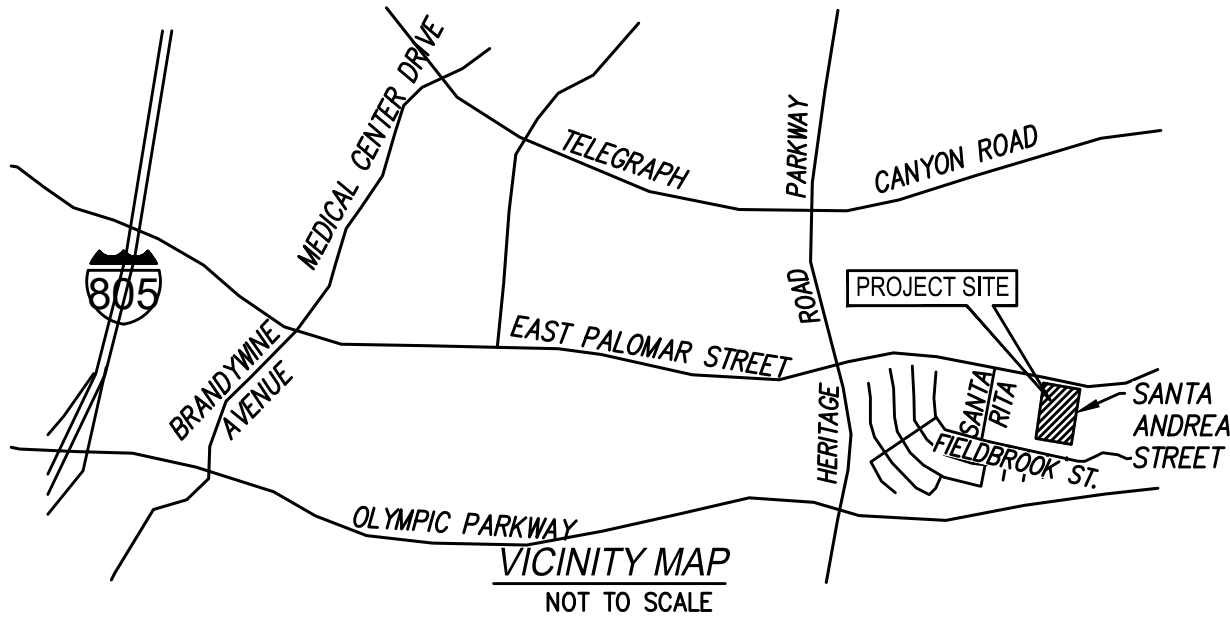 MEDICAL CENTER DRIVE
TELEGRAPH
CANYON ROAD
PARKWAY
805
PROJECT SITE
ROAD
EAST PALOMAR STREET
BRANDYWINE
AVENUE
HERITAGE
SANTA
RITA
SANTA
ANDREA
STREET
FIELDBROOK ST.
OLYMPIC PARKWAY
VICINITY MAP
NOT TO SCALE